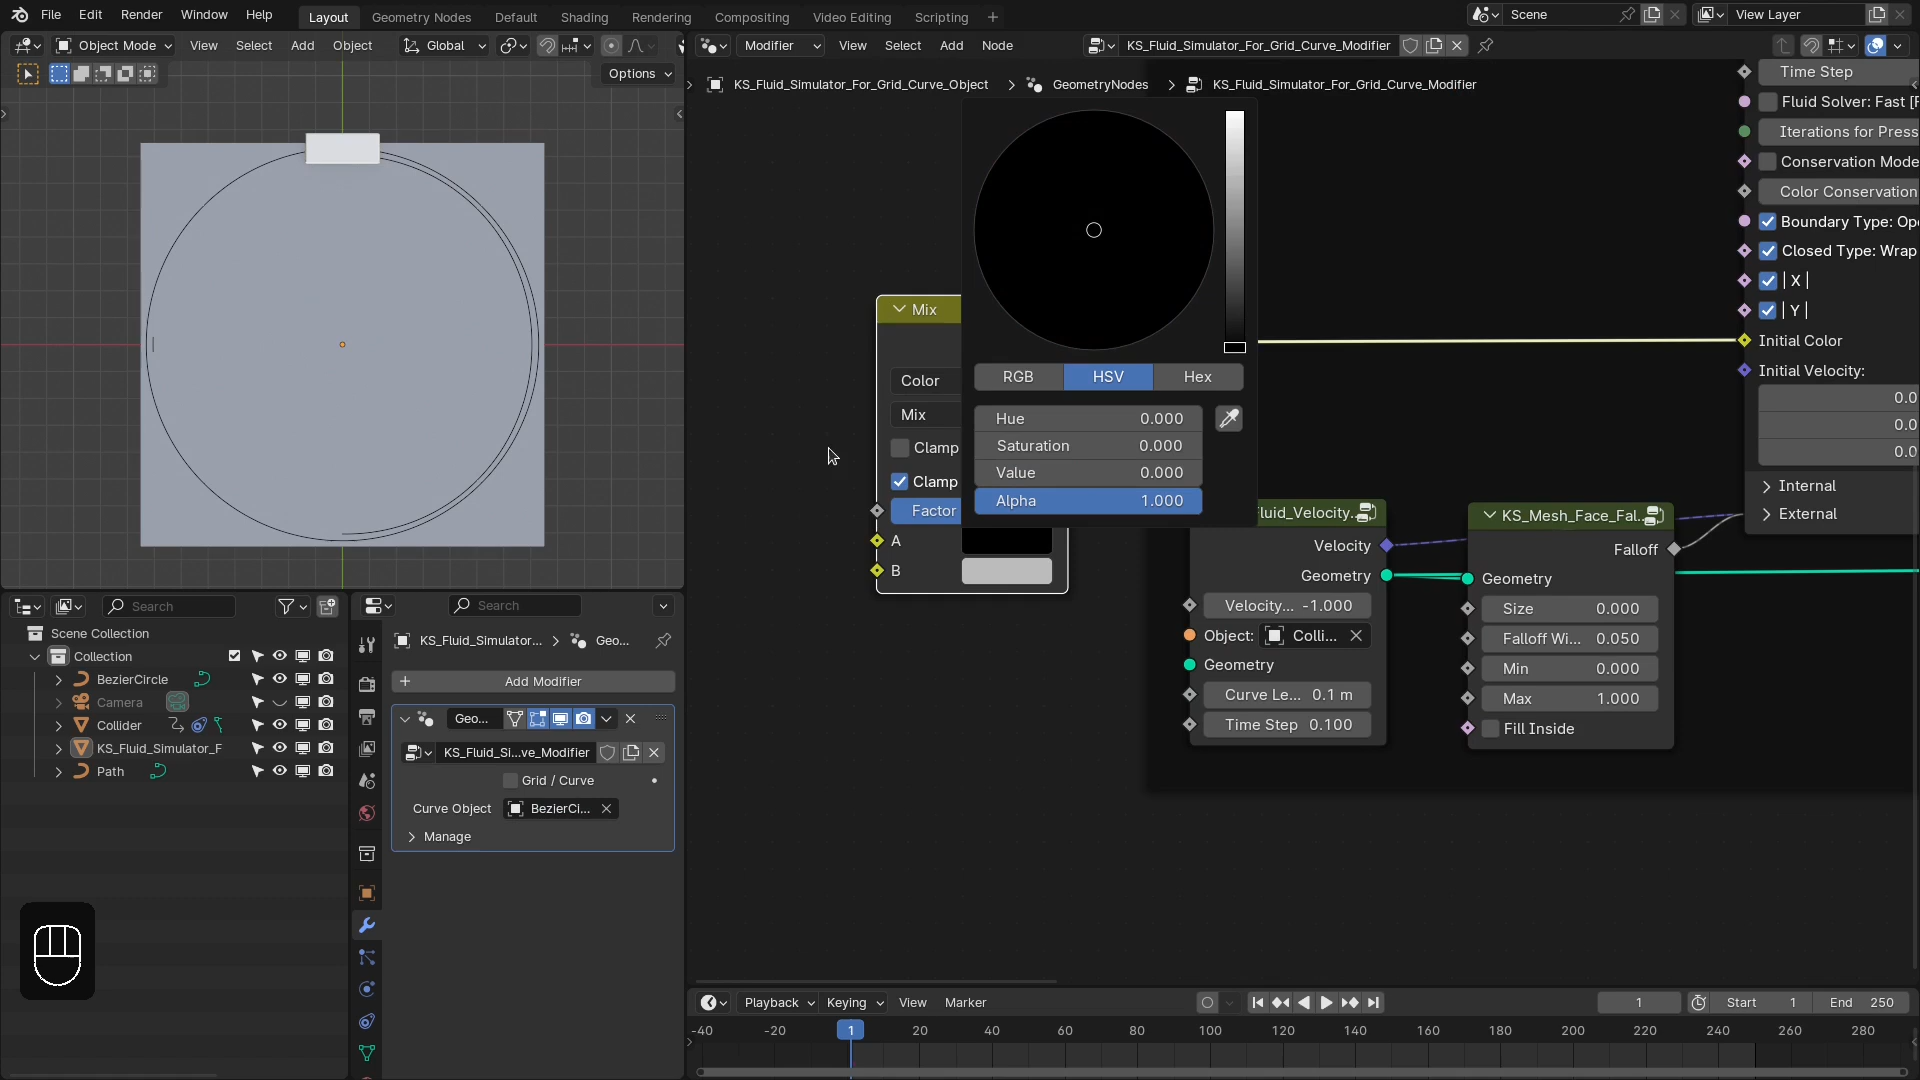 File Edit Render Window Help Layout Geometry Nodes Default Shading Rendering Compositing Video Editing Scripting + Scene View Layer
Object Mode View Select Add Object Global Modifier View Select Add Node KS_Fluid_Simulator_For_Grid_Curve_Modifier
Options
KS_Fluid_Simulator_For_Grid_Curve_Object > GeometryNodes > KS_Fluid_Simulator_For_Grid_Curve_Modifier
Time Step
Fluid Solver: Fast [F
Iterations for Press
Conservation Mode
Color Conservation
Boundary Type: Op
Closed Type: Wrap
| X |
| Y |
Initial Color
Initial Velocity:
0.0
0.0
0.0
Internal
External
Mix
Color
Mix
Clamp
Clamp
Factor
A
B
RGB HSV Hex
Hue 0.000
Saturation 0.000
Value 0.000
Alpha 1.000
Fluid_Velocity...
Velocity
Geometry
Velocity... -1.000
Object: Colli...
Geometry
Curve Le... 0.1 m
Time Step 0.100
KS_Mesh_Face_Fal...
Falloff
Geometry
Size 0.000
Falloff Wi... 0.050
Min 0.000
Max 1.000
Fill Inside
Search
Scene Collection
Collection
BezierCircle
Camera
Collider
KS_Fluid_Simulator_F
Path
Search
KS_Fluid_Simulator... > Geo...
+ Add Modifier
Geo...
KS_Fluid_Si...ve_Modifier
Grid / Curve
Curve Object BezierCi...
Manage
Playback Keying View Marker 1 Start 1 End 250
-40 -20 1 20 40 60 80 100 120 140 160 180 200 220 240 260 280